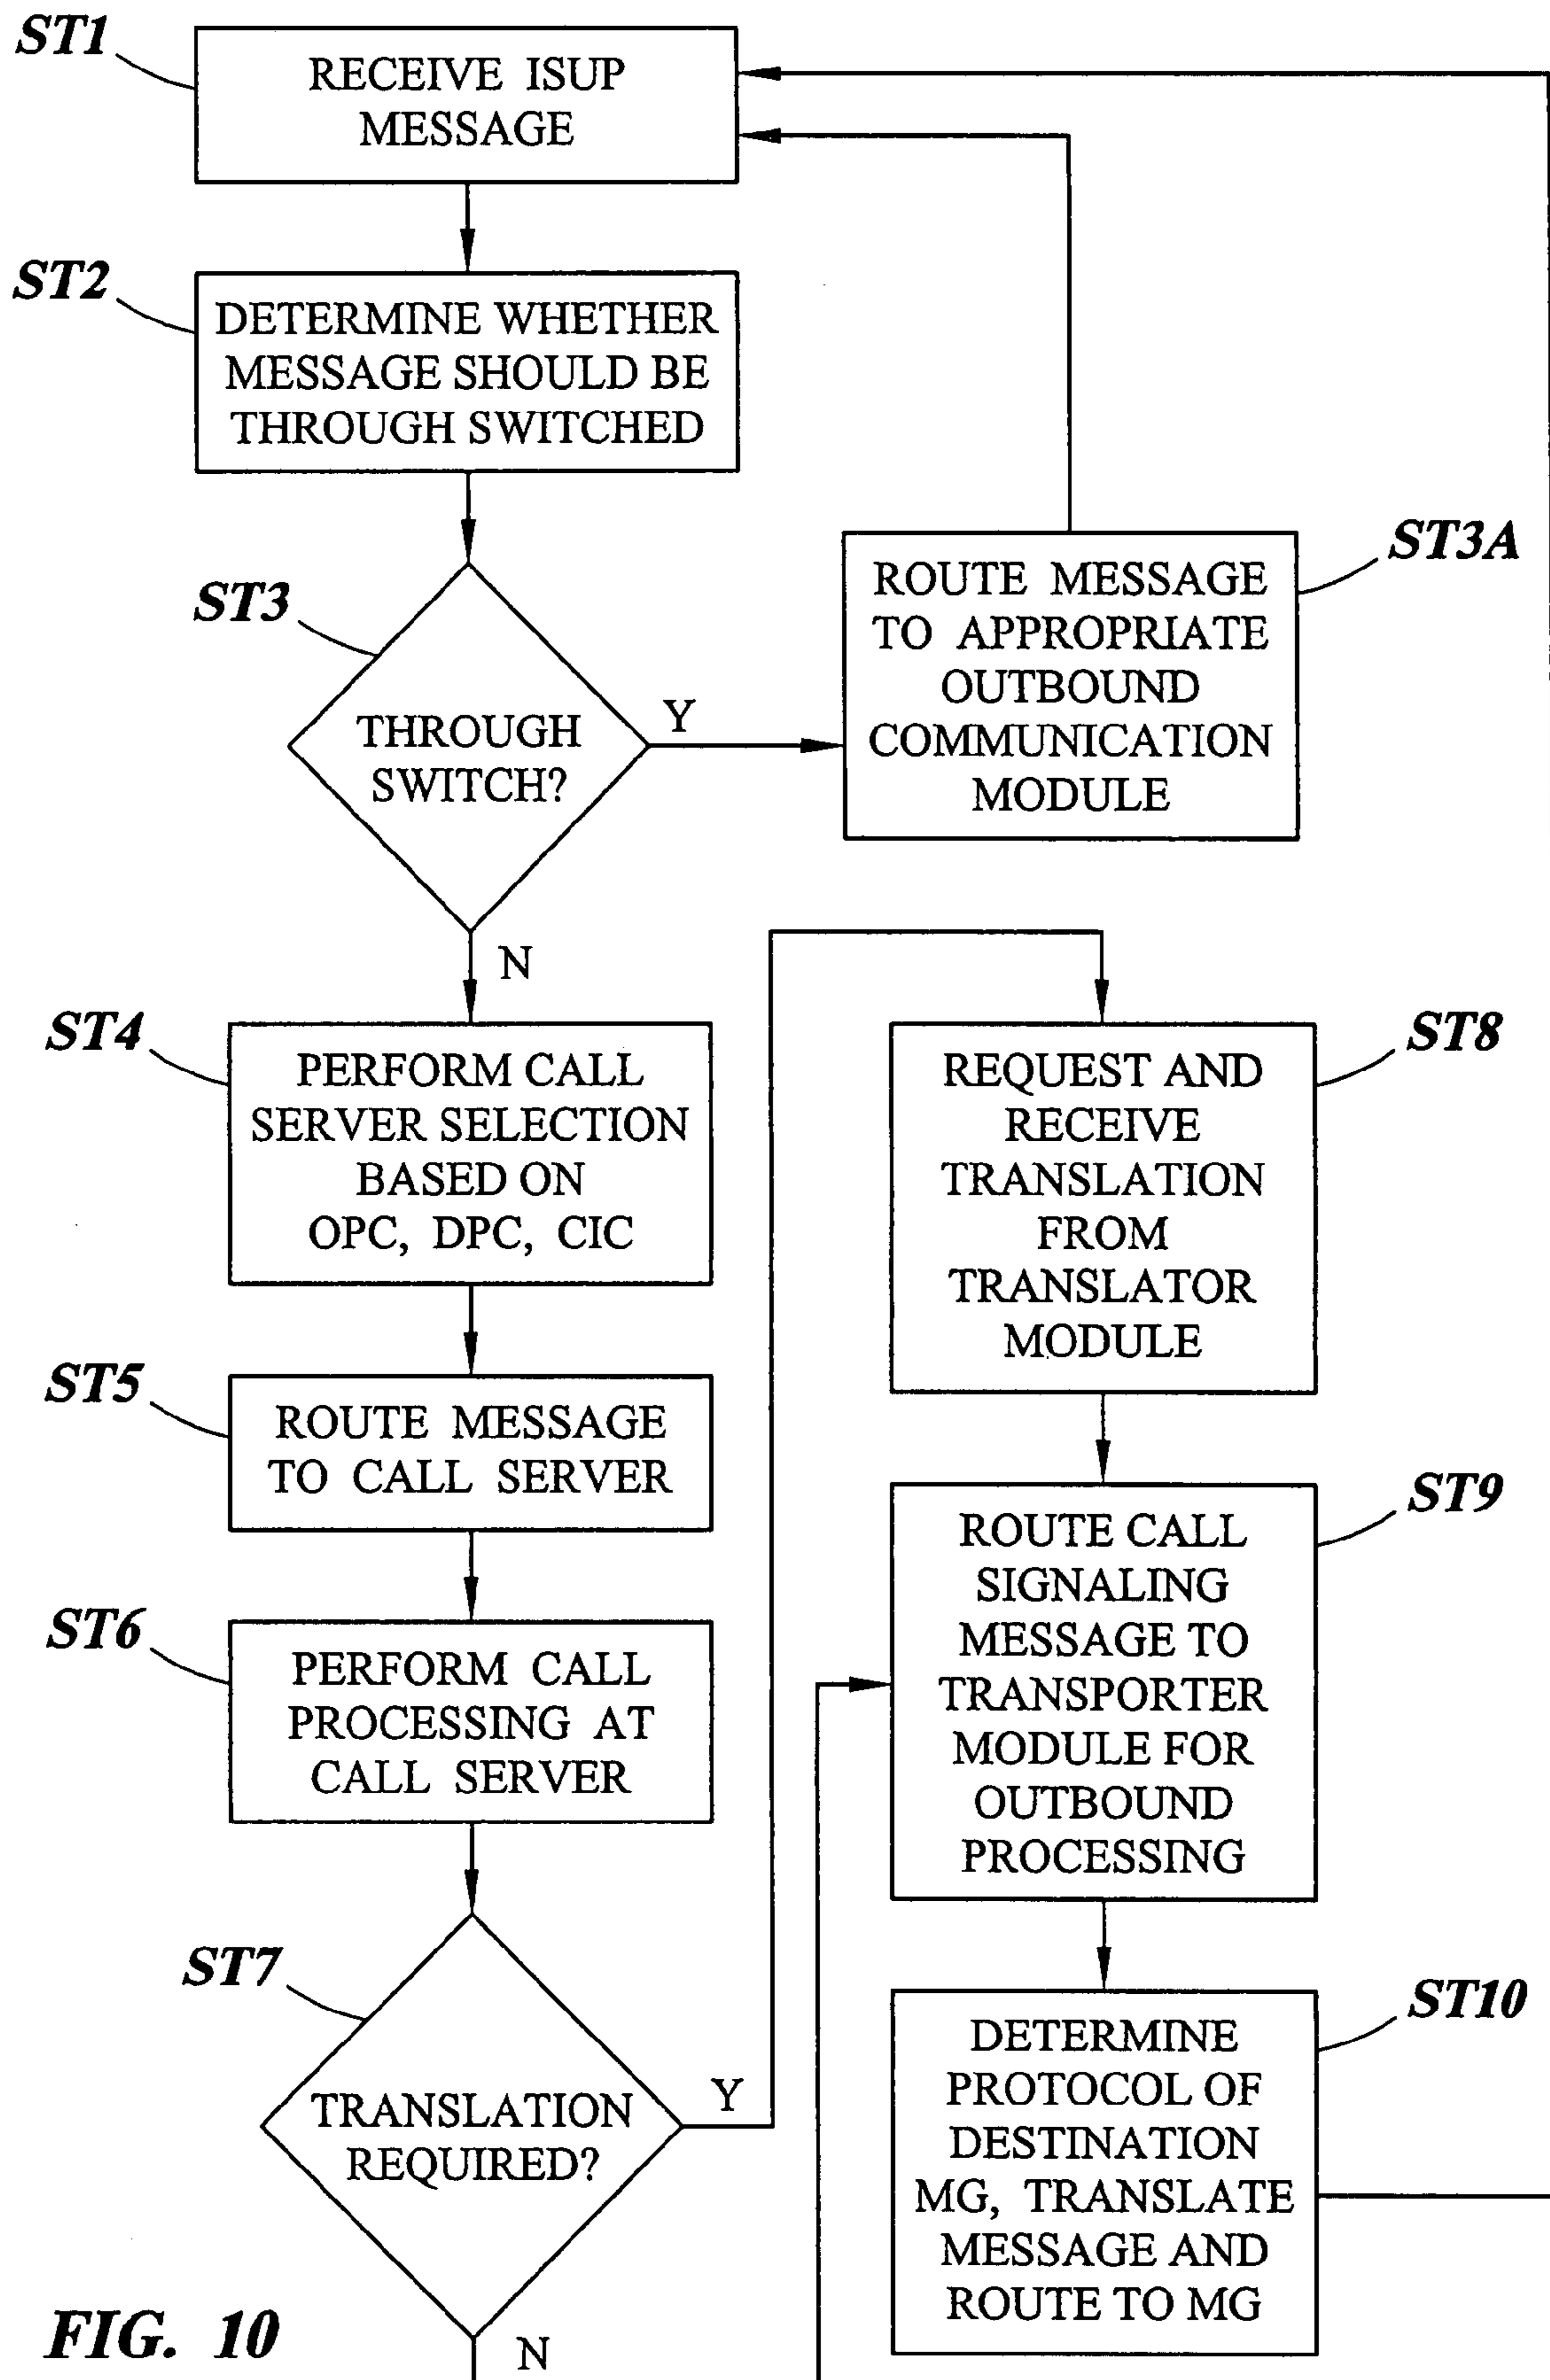 ST1
RECEIVE ISUP
MESSAGE
ST2
DETERMINE WHETHER
MESSAGE SHOULD BE
THROUGH SWITCHED
ST3
THROUGH
SWITCH?
Y
N
ST3A
ROUTE MESSAGE
TO APPROPRIATE
OUTBOUND
COMMUNICATION
MODULE
ST4
PERFORM CALL
SERVER SELECTION
BASED ON
OPC, DPC, CIC
ST5
ROUTE MESSAGE
TO CALL SERVER
ST6
PERFORM CALL
PROCESSING AT
CALL SERVER
ST7
TRANSLATION
REQUIRED?
Y
N
ST8
REQUEST AND
RECEIVE
TRANSLATION
FROM
TRANSLATOR
MODULE
ST9
ROUTE CALL
SIGNALING
MESSAGE TO
TRANSPORTER
MODULE FOR
OUTBOUND
PROCESSING
ST10
DETERMINE
PROTOCOL OF
DESTINATION
MG, TRANSLATE
MESSAGE AND
ROUTE TO MG
FIG. 10